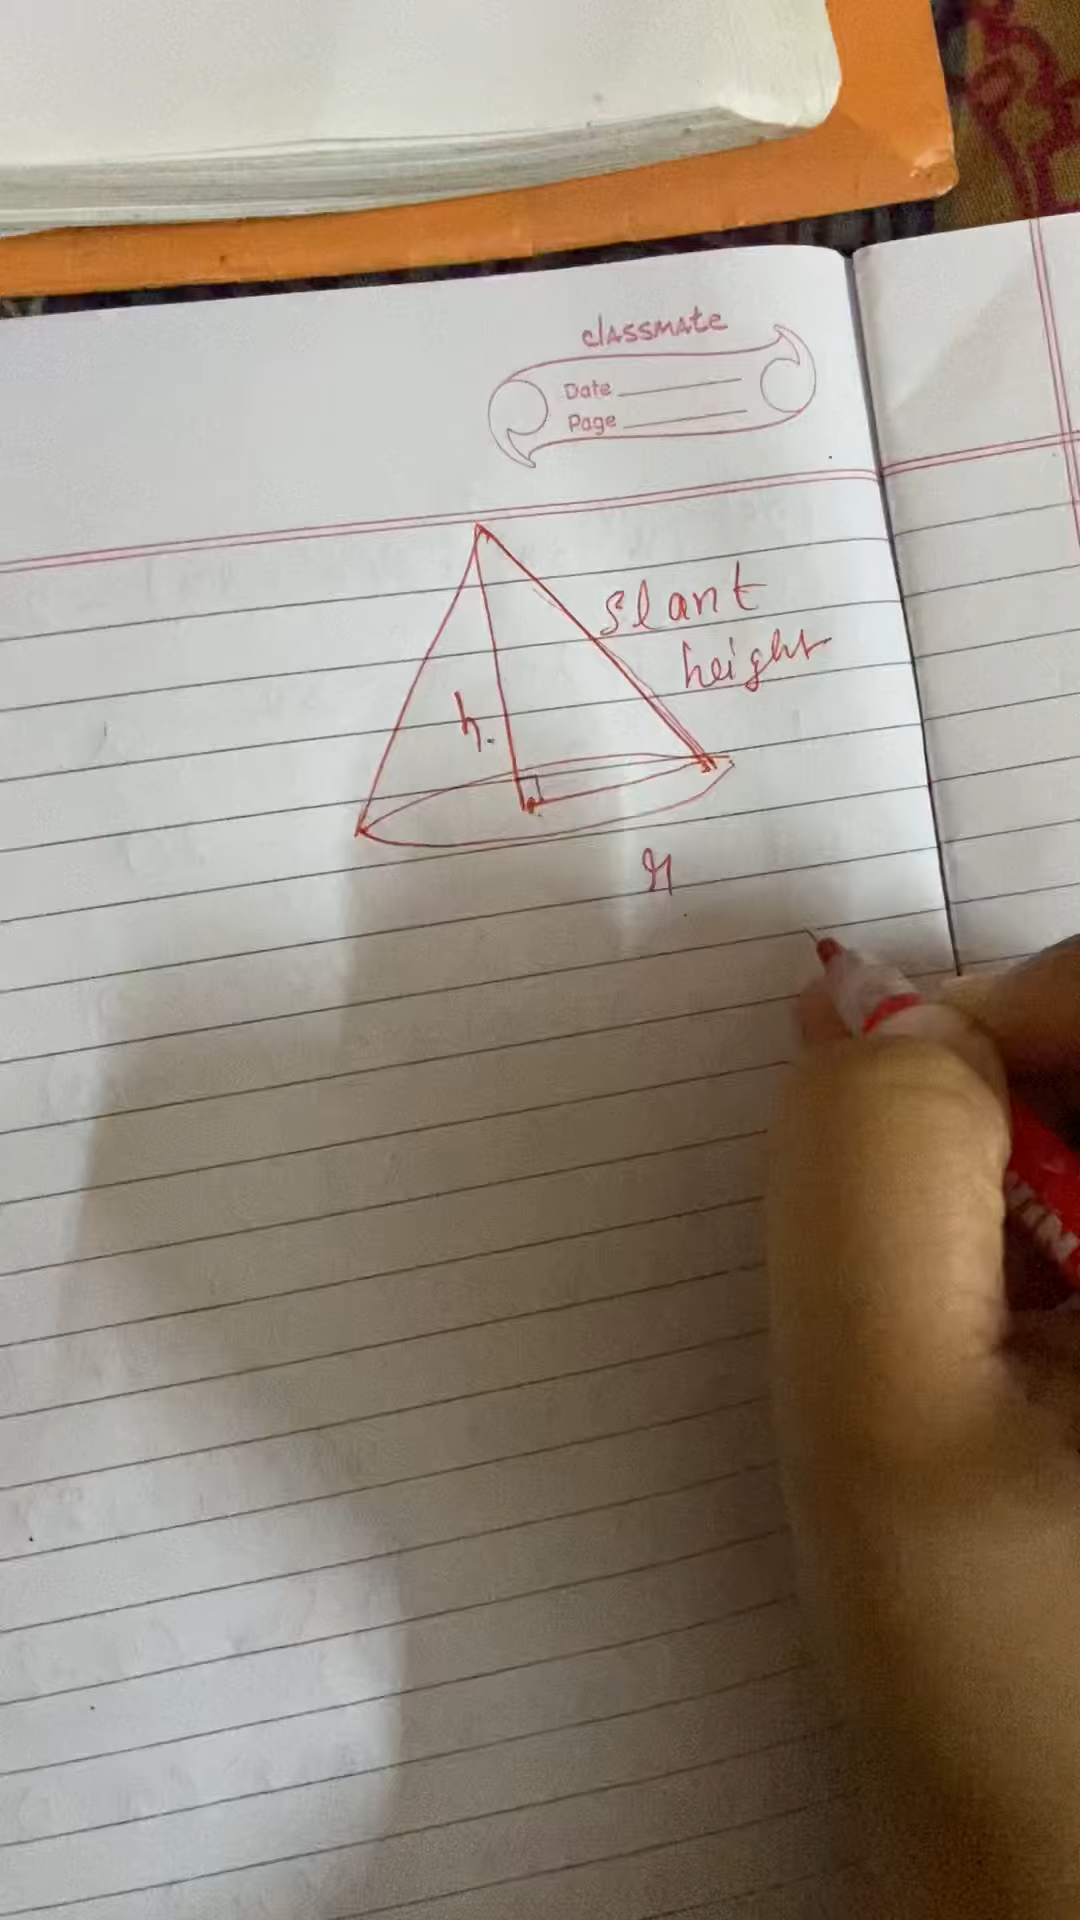 classmate
Date
Page
slant
height
h.
r